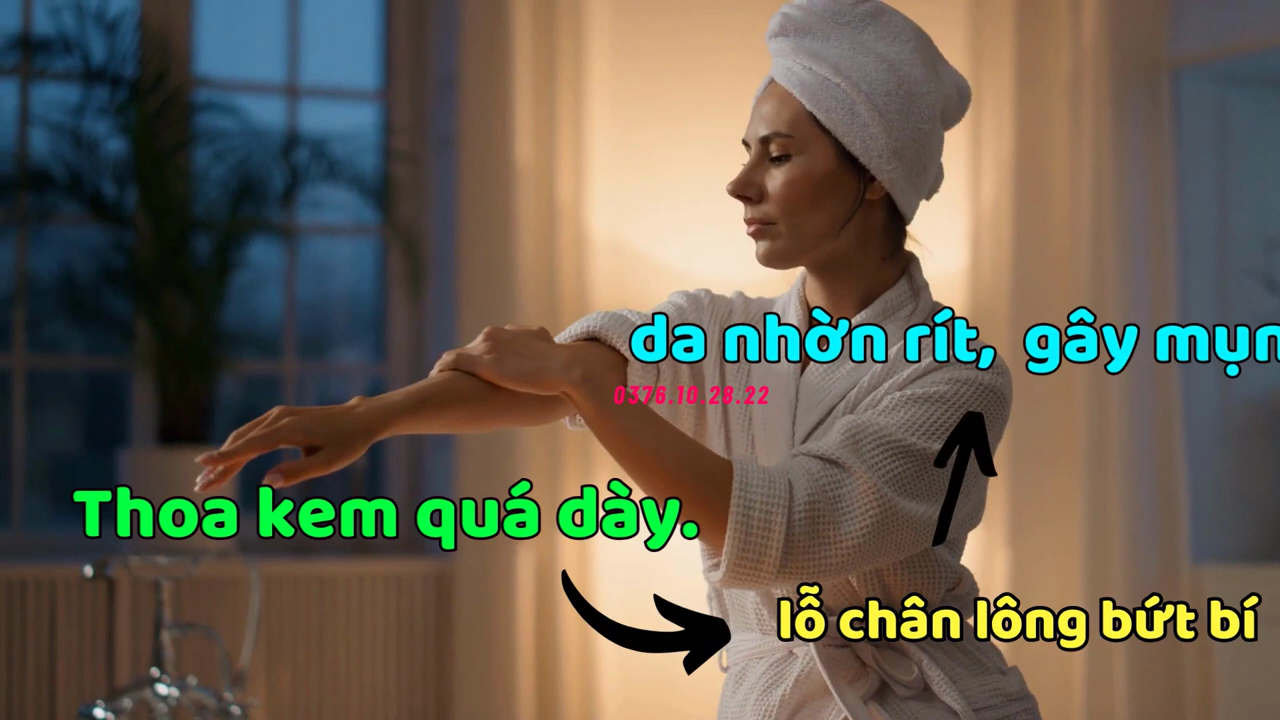 da nhờn rít, gây mụn
0376.10.28.22
Thoa kem quá dày.
lỗ chân lông bứt bí